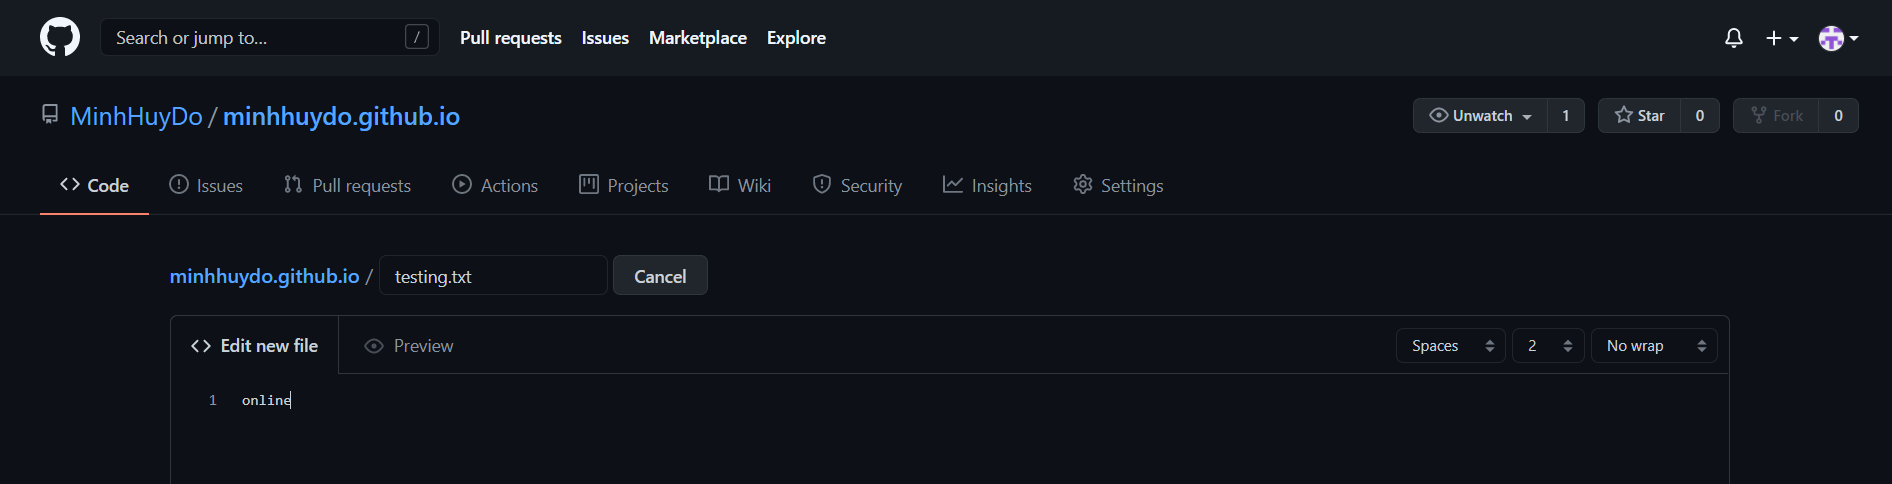 Search or jump to... / Pull requests Issues Marketplace Explore
MinhHuyDo / minhhuydo.github.io Unwatch 1 Star 0 Fork 0
Code Issues Pull requests Actions Projects Wiki Security Insights Settings
minhhuydo.github.io / testing.txt Cancel
Edit new file Preview Spaces 2 No wrap
1 online